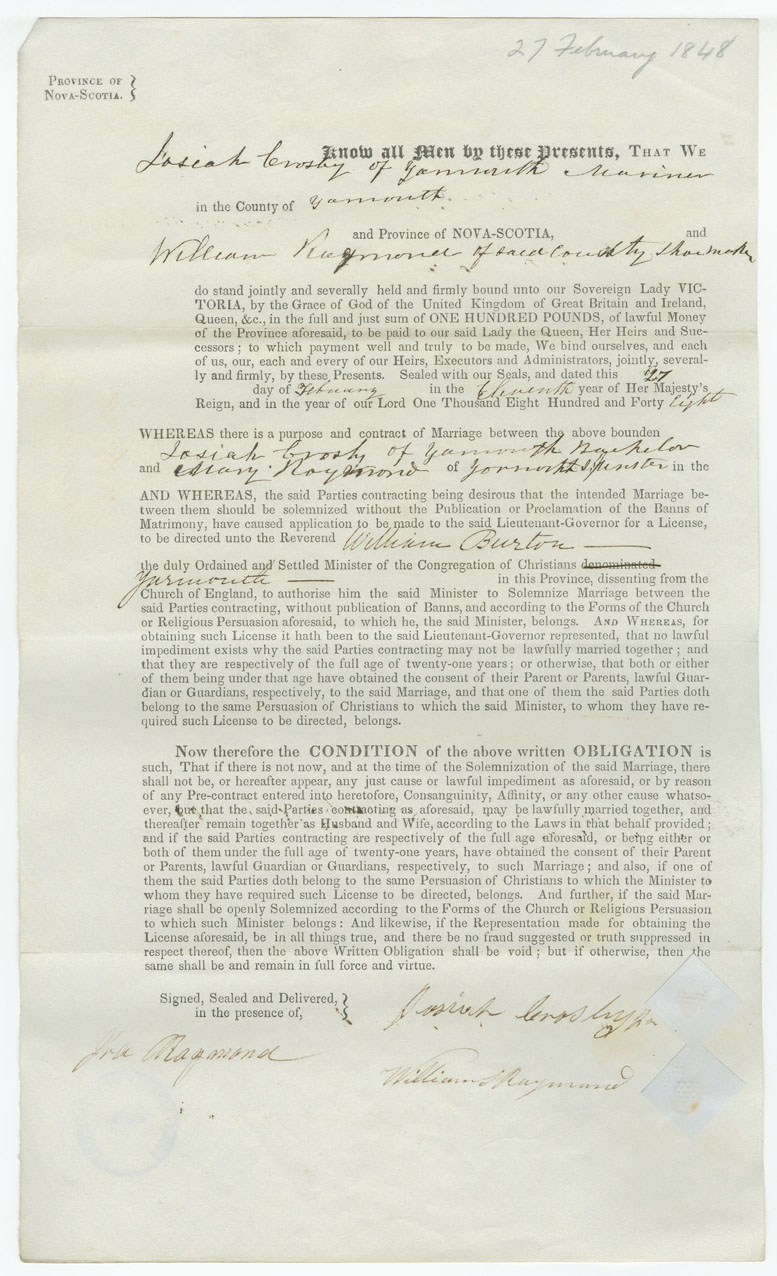 27 February 1848
PROVINCE OF
NOVA-SCOTIA. }
Know all Men by these Presents, THAT WE
Josiah Crosby of Yarmouth Mariner
in the County of Yarmouth
and Province of NOVA-SCOTIA, and
William Raymond of said County Shoemaker
do stand jointly and severally held and firmly bound unto our Sovereign Lady VIC-
TORIA, by the Grace of God of the United Kingdom of Great Britain and Ireland,
Queen, &c., in the full and just sum of ONE HUNDRED POUNDS, of lawful Money
of the Province aforesaid, to be paid to our said Lady the Queen, Her Heirs and Suc-
cessors; to which payment well and truly to be made, We bind ourselves, and each
of us, our, each and every of our Heirs, Executors and Administrators, jointly, several-
ly and firmly, by these Presents. Sealed with our Seals, and dated this 27
day of February in the Eleventh year of Her Majesty's
Reign, and in the year of our Lord One Thousand Eight Hundred and Forty Eight
WHEREAS there is a purpose and contract of Marriage between the above bounden
Josiah Crosby of Yarmouth Bachelor
and Mary Raymond of Yarmouth Spinster in the
AND WHEREAS, the said Parties contracting being desirous that the intended Marriage be-
tween them should be solemnized without the Publication or Proclamation of the Banns of
Matrimony, have caused application to be made to the said Lieutenant-Governor for a License,
to be directed unto the Reverend William Burton
the duly Ordained and Settled Minister of the Congregation of Christians denominated
Yarmouth in this Province, dissenting from the
Church of England, to authorise him the said Minister to Solemnize Marriage between the
said Parties contracting, without publication of Banns, and according to the Forms of the Church
or Religious Persuasion aforesaid, to which he, the said Minister, belongs. AND WHEREAS, for
obtaining such License it hath been to the said Lieutenant-Governor represented, that no lawful
impediment exists why the said Parties contracting may not be lawfully married together; and
that they are respectively of the full age of twenty-one years; or otherwise, that both or either
of them being under that age have obtained the consent of their Parent or Parents, lawful Guar-
dian or Guardians, respectively, to the said Marriage, and that one of them the said Parties doth
belong to the same Persuasion of Christians to which the said Minister, to whom they have re-
quired such License to be directed, belongs.
Now therefore the CONDITION of the above written OBLIGATION is
such, That if there is not now, and at the time of the Solemnization of the said Marriage, there
shall not be, or hereafter appear, any just cause or lawful impediment as aforesaid, or by reason
of any Pre-contract entered into heretofore, Consanguinity, Affinity, or any other cause whatso-
ever, but that the said Parties contracting as aforesaid, may be lawfully married together, and
thereafter remain together as Husband and Wife, according to the Laws in that behalf provided;
and if the said Parties contracting are respectively of the full age aforesaid, or being either or
both of them under the full age of twenty-one years, have obtained the consent of their Parent
or Parents, lawful Guardian or Guardians, respectively, to such Marriage; and also, if one of
them the said Parties doth belong to the same Persuasion of Christians to which the Minister to
whom they have required such License to be directed, belongs. And further, if the said Mar-
riage shall be openly Solemnized according to the Forms of the Church or Religious Persuasion
to which such Minister belongs: And likewise, if the Representation made for obtaining the
License aforesaid, be in all things true, and there be no fraud suggested or truth suppressed in
respect thereof, then the above Written Obligation shall be void; but if otherwise, then the
same shall be and remain in full force and virtue.
Signed, Sealed and Delivered,
in the presence of, }
Josiah Crosby Jr
Ira Raymond
William S Raymond